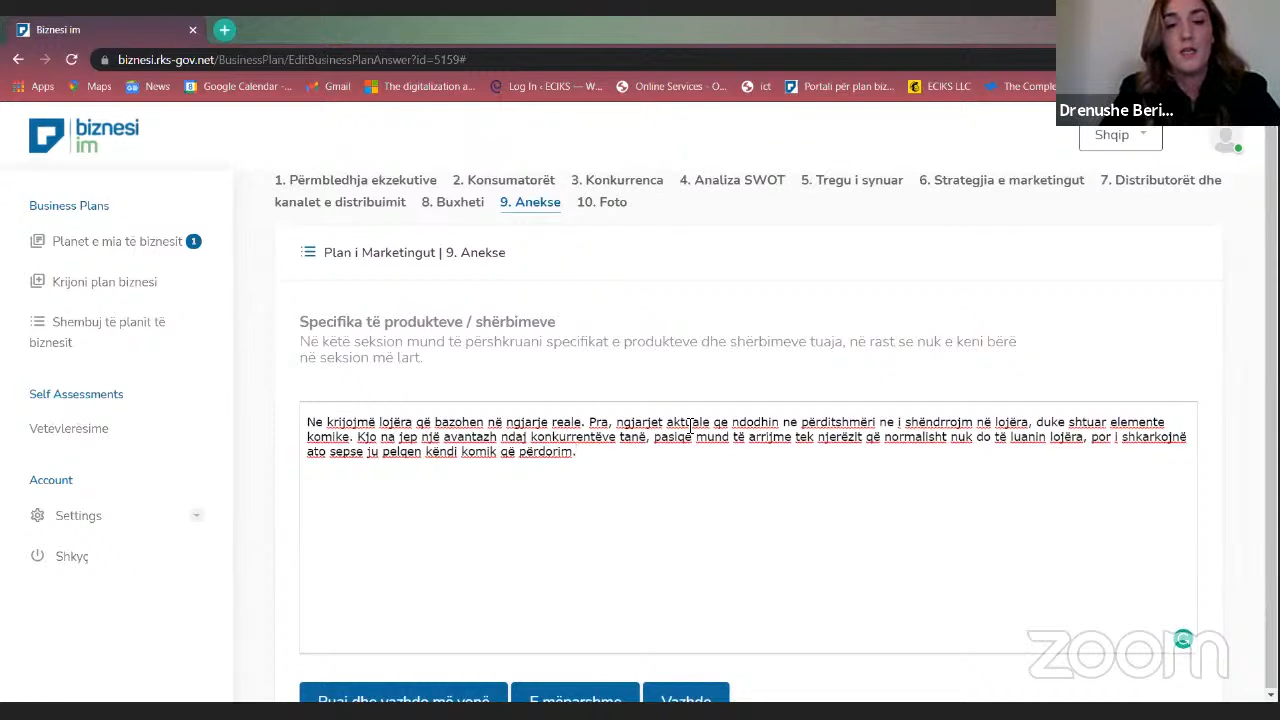 Biznesi im
biznesi.rks-gov.net/BusinessPlan/EditBusinessPlanAnswer?id=5159#
Apps Maps News Google Calendar -... Gmail The digitalization a... Log In ‹ ECIKS — W... Online Services - O... ict Portali për plan biz... ECIKS LLC The Comple
Drenushe Beri...
biznesi
im
Shqip
1. Përmbledhja ekzekutive 2. Konsumatorët 3. Konkurrenca 4. Analiza SWOT 5. Tregu i synuar 6. Strategjia e marketingut 7. Distributorët dhe
kanalet e distribuimit 8. Buxheti 9. Anekse 10. Foto
Business Plans
Planet e mia të biznesit 1
Krijoni plan biznesi
Shembuj të planit të
biznesit
Self Assessments
Vetevlerësime
Account
Settings
Shkyç
Plan i Marketingut | 9. Anekse
Specifika të produkteve / shërbimeve
Në këtë seksion mund të përshkruani specifikat e produkteve dhe shërbimeve tuaja, në rast se nuk e keni bërë
në seksion më lart.
Ne krijojmë lojëra që bazohen në ngjarje reale. Pra, ngjarjet aktuale qe ndodhin ne përditshmëri ne i shëndrrojm në lojëra, duke shtuar elemente
komike. Kjo na jep një avantazh ndaj konkurrentëve tanë, pasiqë mund të arrijme tek njerëzit që normalisht nuk do të luanin lojëra, por i shkarkojnë
ato sepse ju pelqen këndi komik që përdorim.
Ruaj dhe vazhdo më vonë E mëparshme Vazhdo
zoom